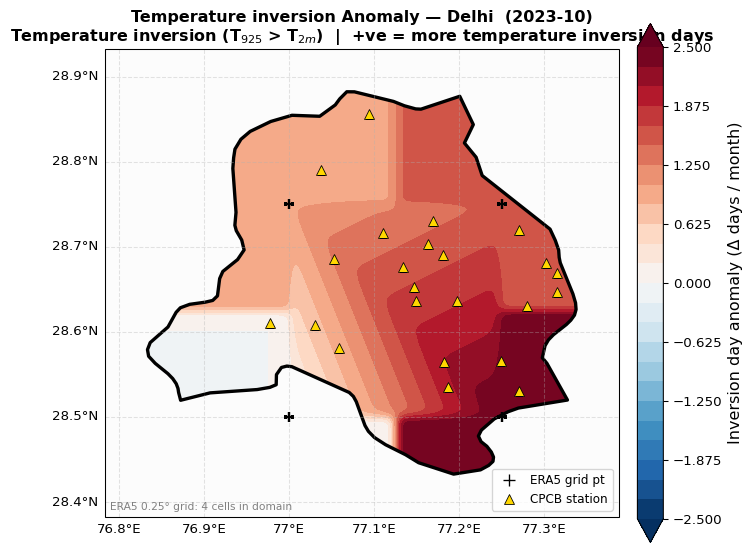 Temperature inversion Anomaly — Delhi (2023-10)
Temperature inversion (T₉₂₅ > T₂ₘ) | +ve = more temperature inversion days
28.9°N
28.8°N
28.7°N
28.6°N
28.5°N
28.4°N
76.8°E
76.9°E
77°E
77.1°E
77.2°E
77.3°E
ERA5 0.25° grid: 4 cells in domain
ERA5 grid pt
CPCB station
2.500
1.875
1.250
0.625
0.000
−0.625
−1.250
−1.875
−2.500
Inversion day anomaly (Δ days / month)